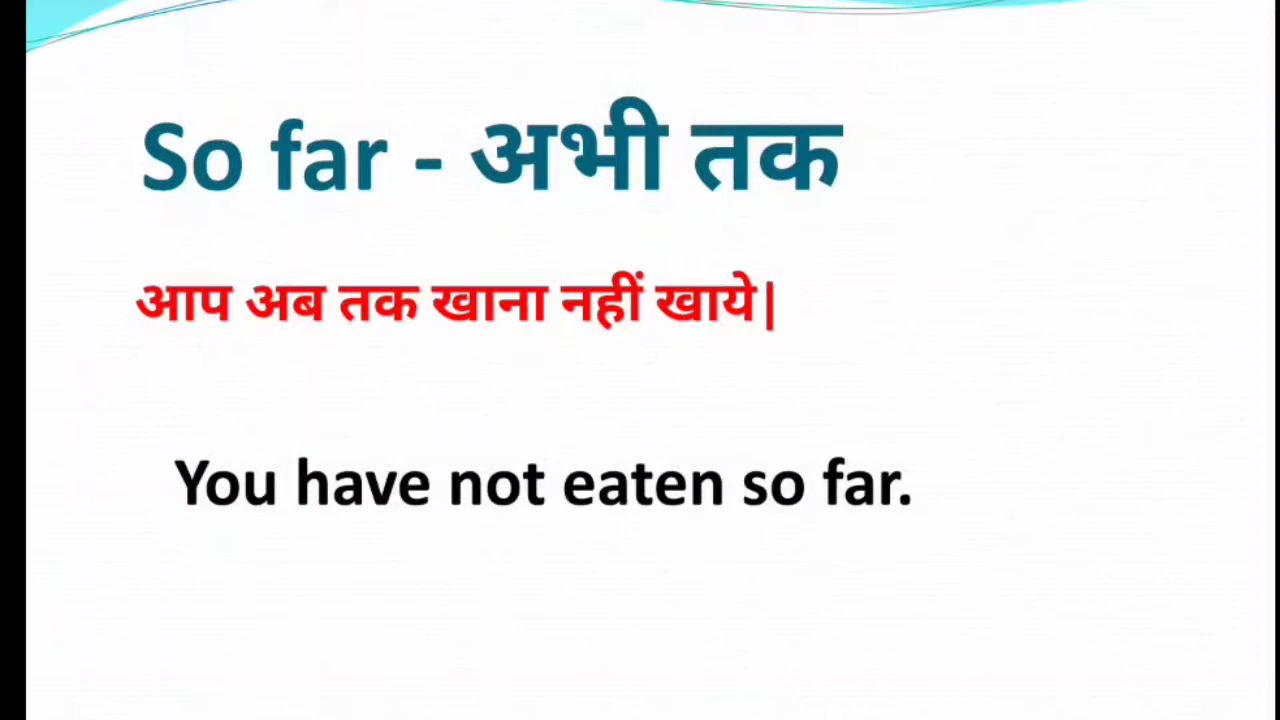 So far - अभी तक
आप अब तक खाना नहीं खाये|
You have not eaten so far.